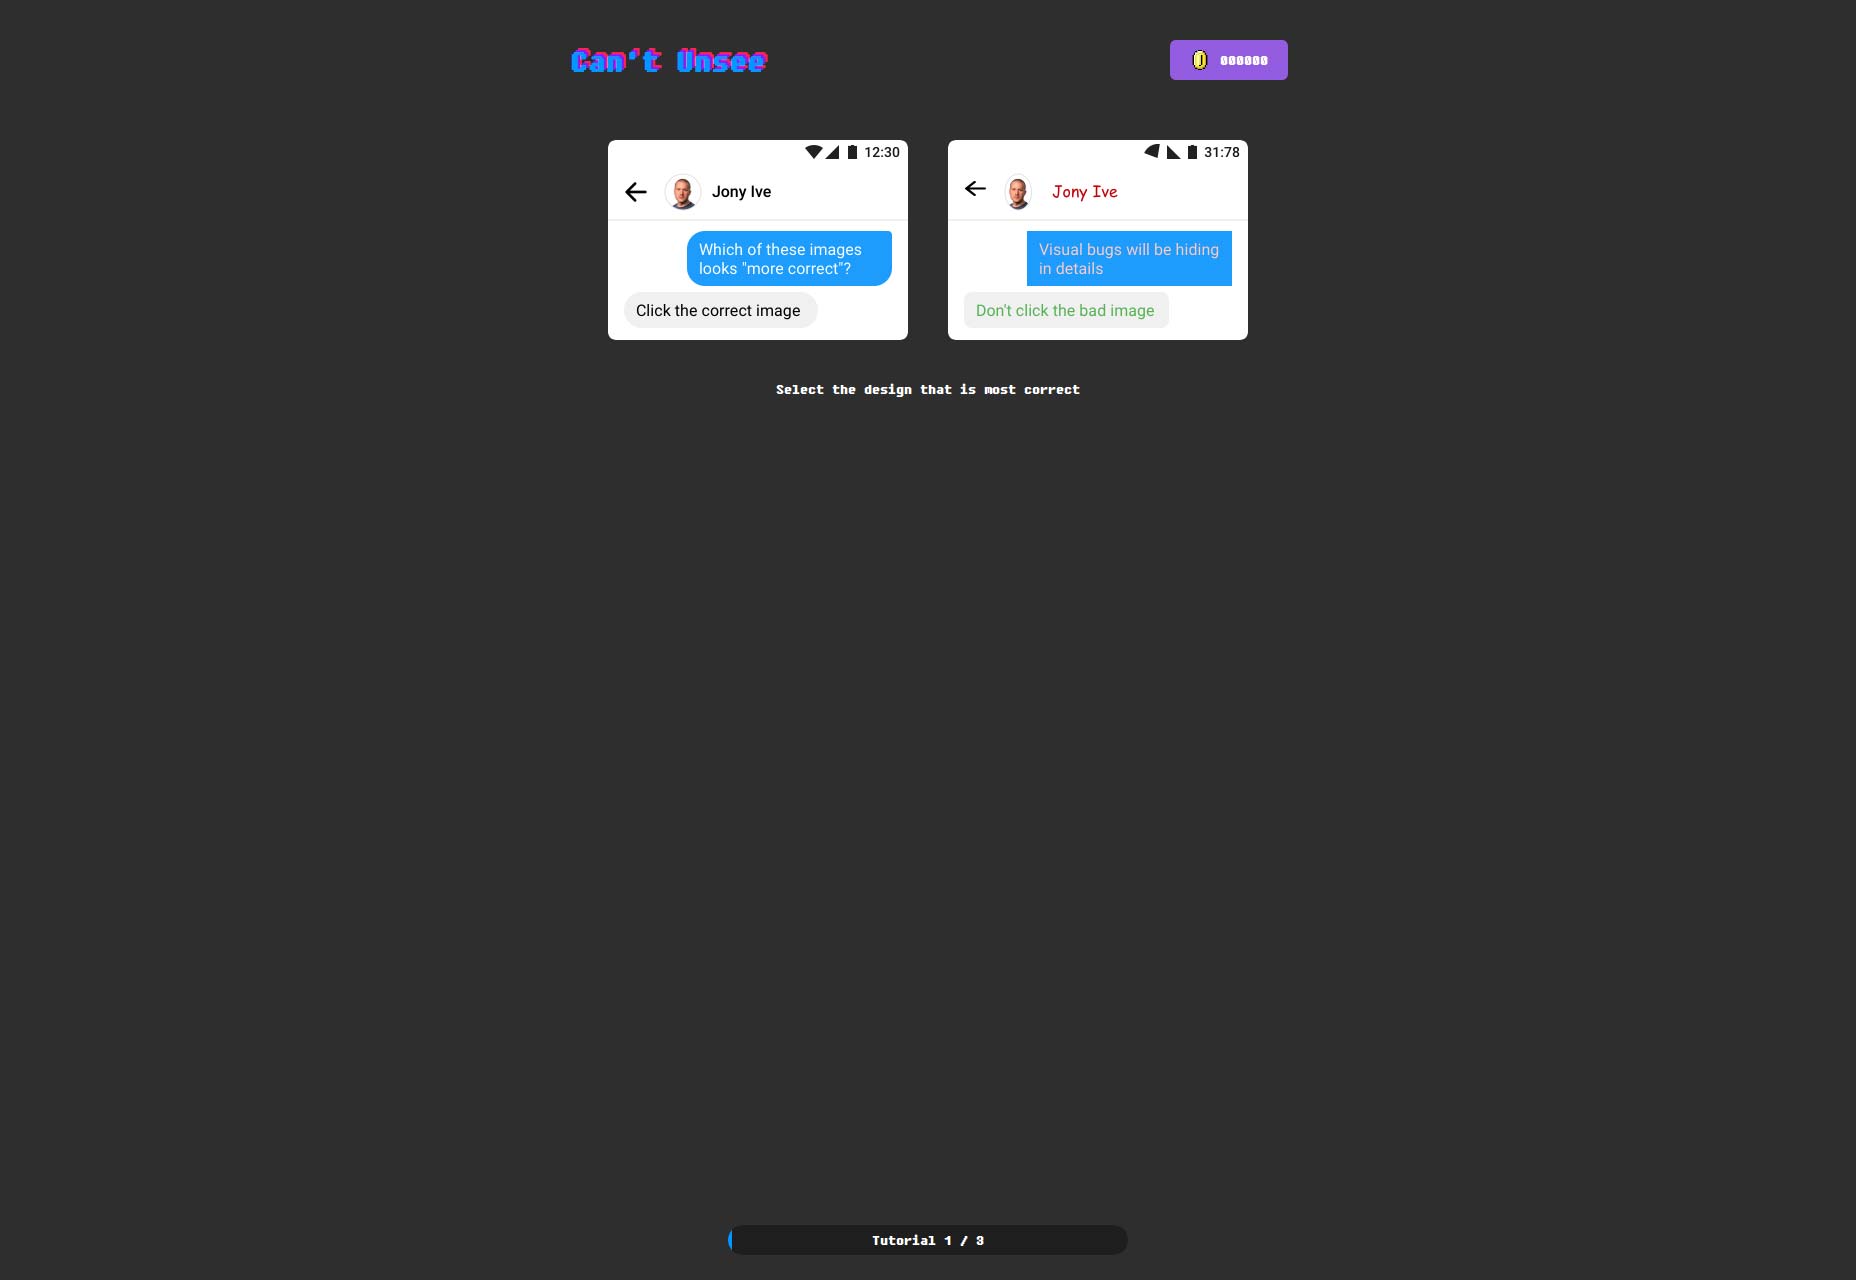 Can't Unsee
000000
12:30
Jony Ive
Which of these images
looks "more correct"?
Click the correct image
31:78
Jony Ive
Visual bugs will be hiding
in details
Don't click the bad image
Select the design that is most correct
Tutorial 1 / 3